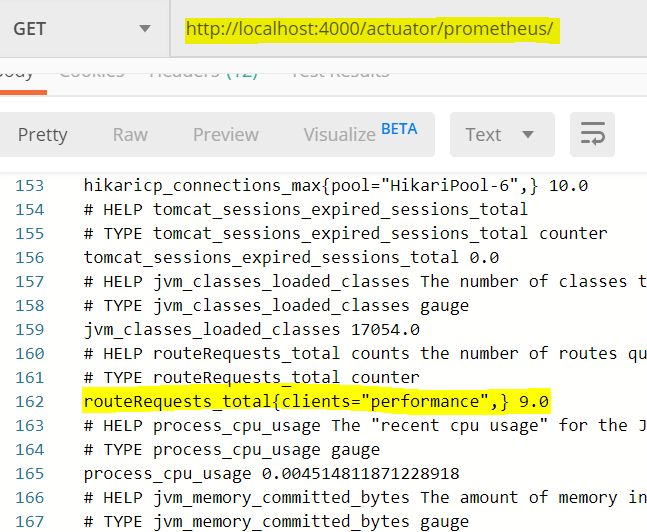 GET http://localhost:4000/actuator/prometheus/
Body Cookies Headers (12) Test Results
Pretty Raw Preview Visualize BETA Text
153 hikaricp_connections_max{pool="HikariPool-6",} 10.0
154 # HELP tomcat_sessions_expired_sessions_total
155 # TYPE tomcat_sessions_expired_sessions_total counter
156 tomcat_sessions_expired_sessions_total 0.0
157 # HELP jvm_classes_loaded_classes The number of classes t
158 # TYPE jvm_classes_loaded_classes gauge
159 jvm_classes_loaded_classes 17054.0
160 # HELP routeRequests_total counts the number of routes qu
161 # TYPE routeRequests_total counter
162 routeRequests_total{clients="performance",} 9.0
163 # HELP process_cpu_usage The "recent cpu usage" for the J
164 # TYPE process_cpu_usage gauge
165 process_cpu_usage 0.004514811871228918
166 # HELP jvm_memory_committed_bytes The amount of memory in
167 # TYPE jvm_memory_committed_bytes gauge